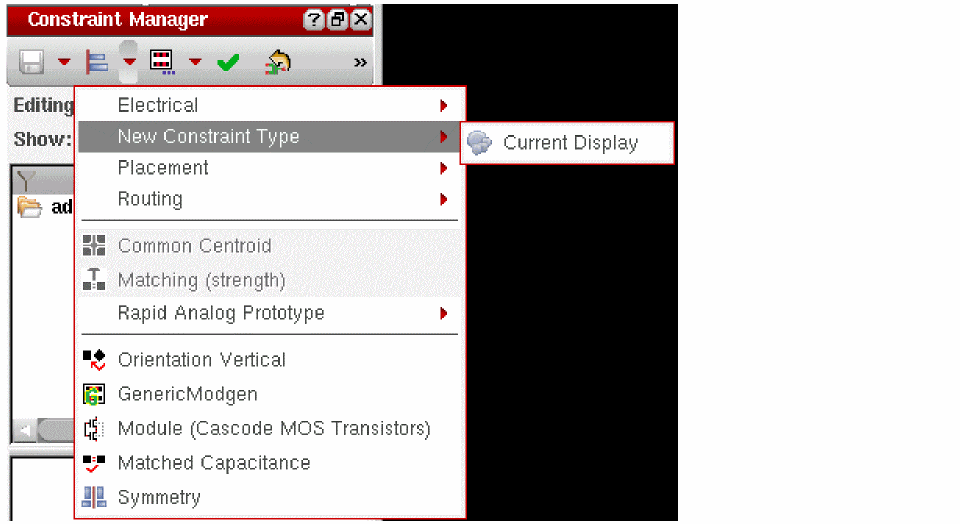 Constraint Manager
»
Editing
Electrical
Show:
New Constraint Type
Current Display
Placement
Routing
ad
Common Centroid
Matching (strength)
Rapid Analog Prototype
Orientation Vertical
GenericModgen
Module (Cascode MOS Transistors)
Matched Capacitance
Symmetry